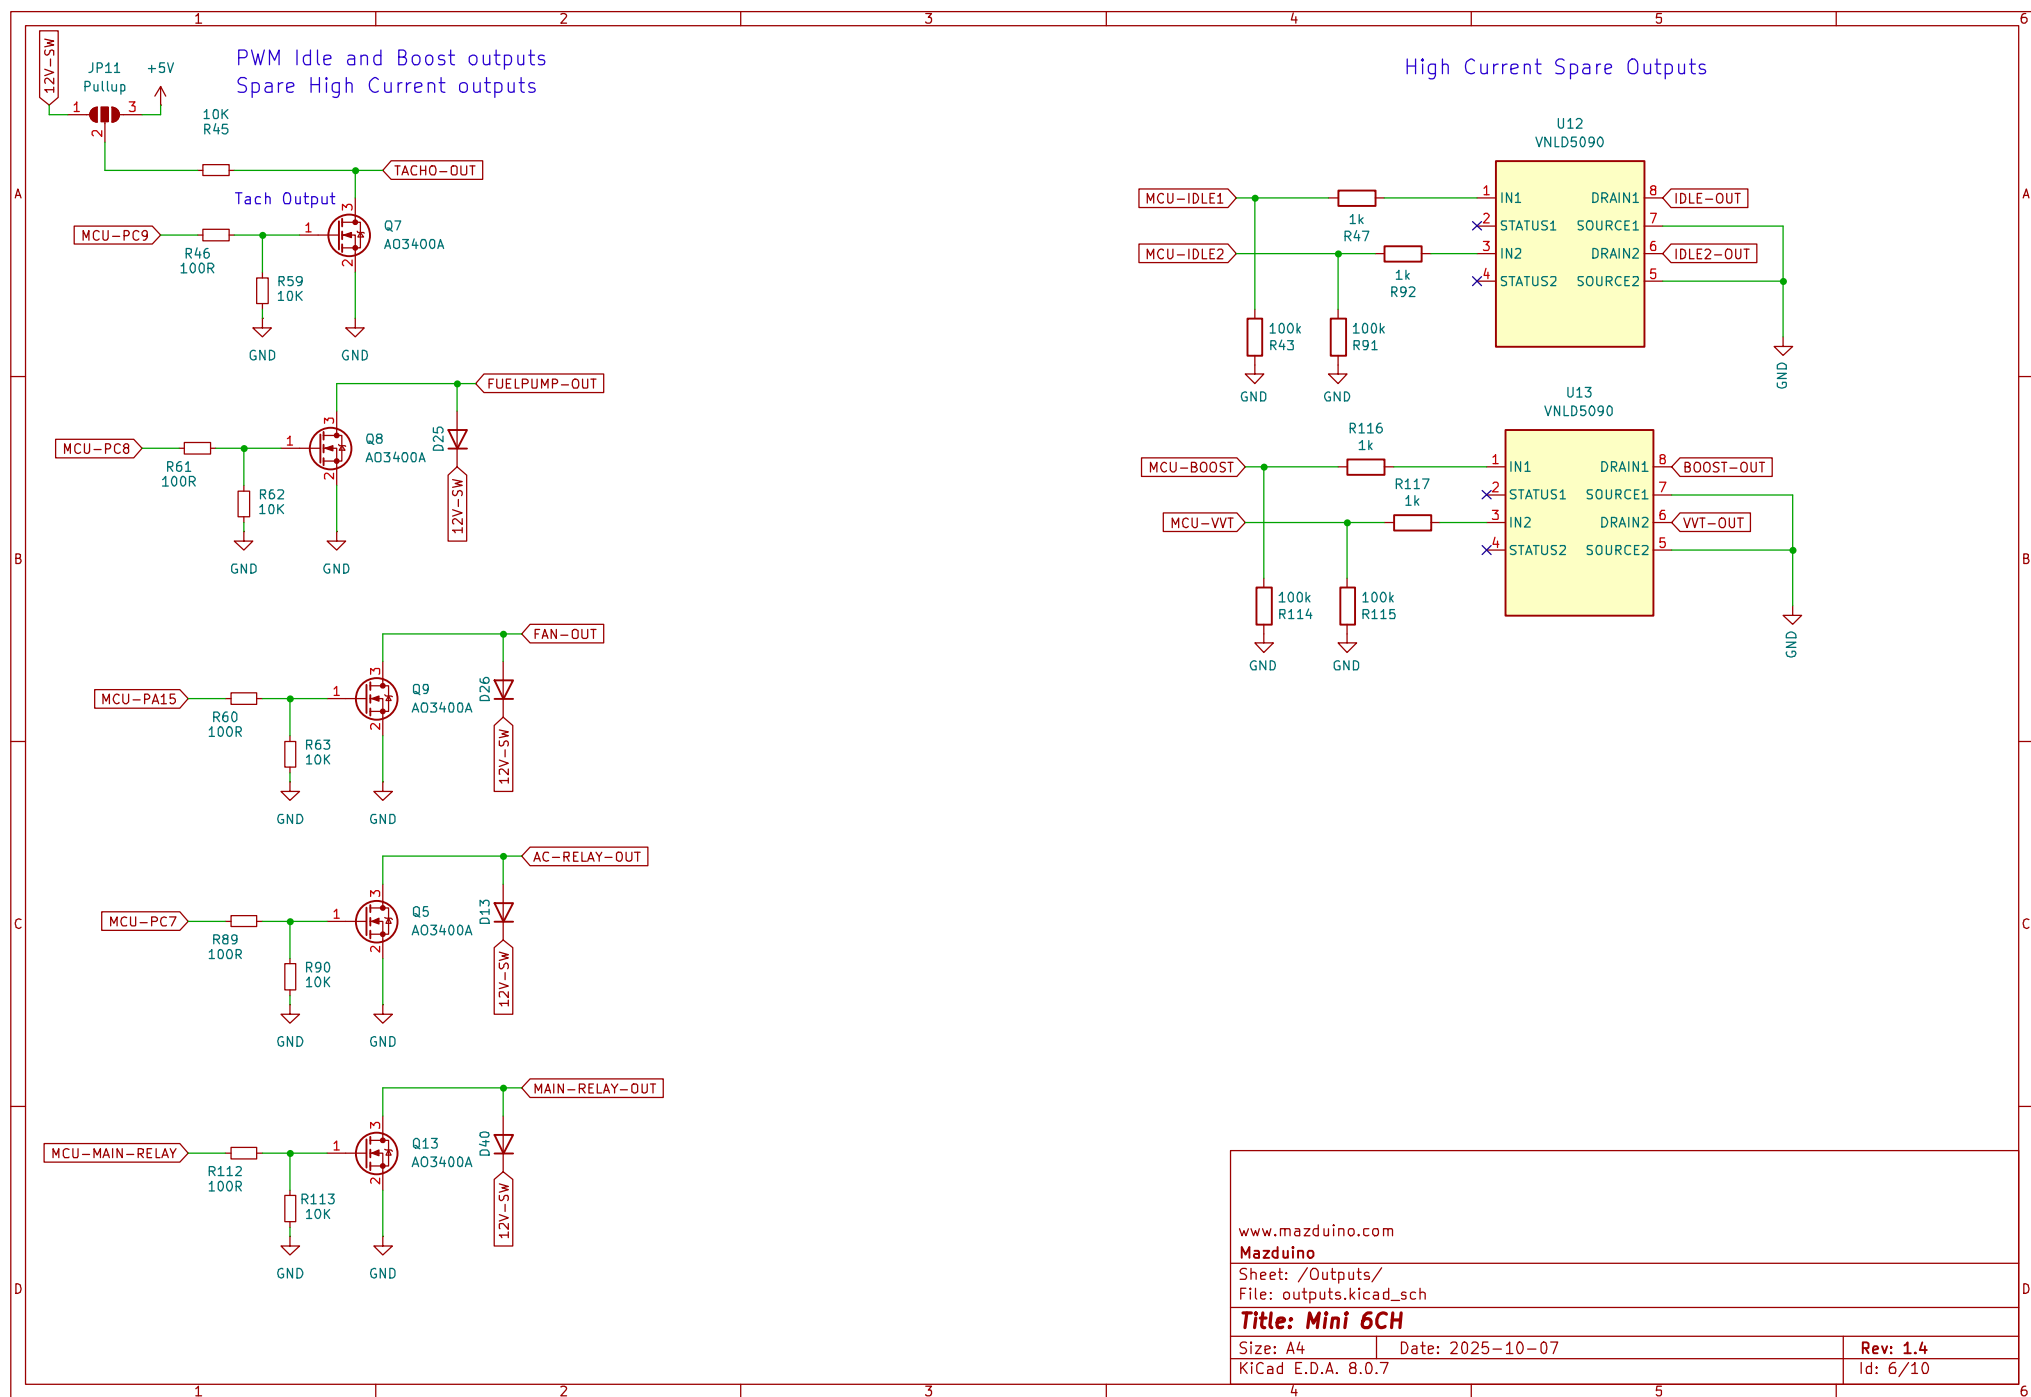 1 2 3 4 5 6
A A
B B
C C
D D
12V-SW
JP11
Pullup
+5V
1 3
2
PWM Idle and Boost outputs
Spare High Current outputs
10K
R45
TACHO-OUT
Tach Output
MCU-PC9
R46
100R
1
3
2
Q7
AO3400A
R59
10K
GND
GND
FUELPUMP-OUT
MCU-PC8
R61
100R
1
3
2
Q8
AO3400A
D25
12V-SW
R62
10K
GND
GND
FAN-OUT
MCU-PA15
R60
100R
1
3
2
Q9
AO3400A
D26
12V-SW
R63
10K
GND
GND
AC-RELAY-OUT
MCU-PC7
R89
100R
1
3
2
Q5
AO3400A
D13
12V-SW
R90
10K
GND
GND
MAIN-RELAY-OUT
MCU-MAIN-RELAY
R112
100R
1
3
2
Q13
AO3400A
D40
12V-SW
R113
10K
GND
GND
High Current Spare Outputs
U12
VNLD5090
MCU-IDLE1
1k
R47
1 IN1 DRAIN1 8 IDLE-OUT
2 STATUS1 SOURCE1 7
MCU-IDLE2
1k
R92
3 IN2 DRAIN2 6 IDLE2-OUT
4 STATUS2 SOURCE2 5
100k
R43
100k
R91
GND
GND
GND
U13
VNLD5090
R116
1k
MCU-BOOST
1 IN1 DRAIN1 8 BOOST-OUT
R117
1k
2 STATUS1 SOURCE1 7
MCU-VVT
3 IN2 DRAIN2 6 VVT-OUT
4 STATUS2 SOURCE2 5
100k
R114
100k
R115
GND
GND
GND
www.mazduino.com
Mazduino
Sheet: /Outputs/
File: outputs.kicad_sch
Title: Mini 6CH
Size: A4 Date: 2025-10-07 Rev: 1.4
KiCad E.D.A. 8.0.7 Id: 6/10
1 2 3 4 5 6